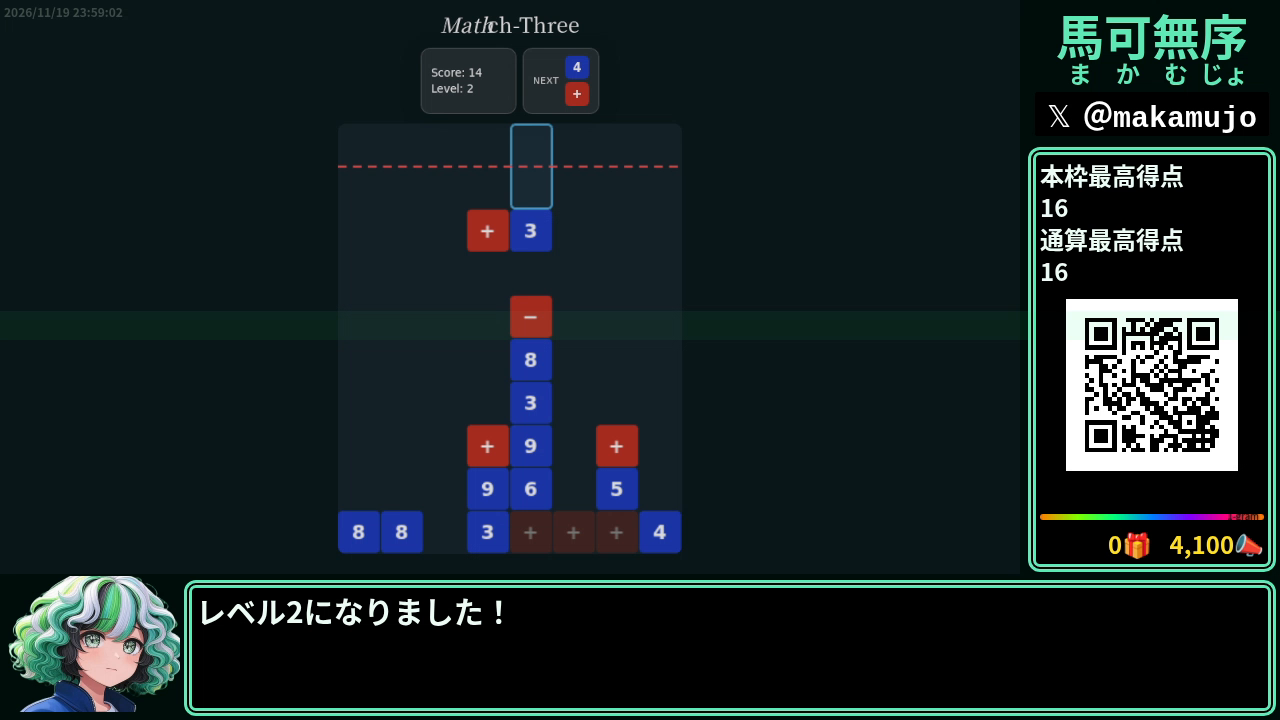 2026/11/19 23:59:02
Mathch-Three
Score: 14
Level: 2
NEXT
4
+
+ 3
−
8
3
+ 9 +
9 6 5
8 8 3 + + + 4
馬可無序
ま か む じょ
𝕏 @makamujo
本枠最高得点
16
通算最高得点
16
0🎁 4,100📣
レベル2になりました！